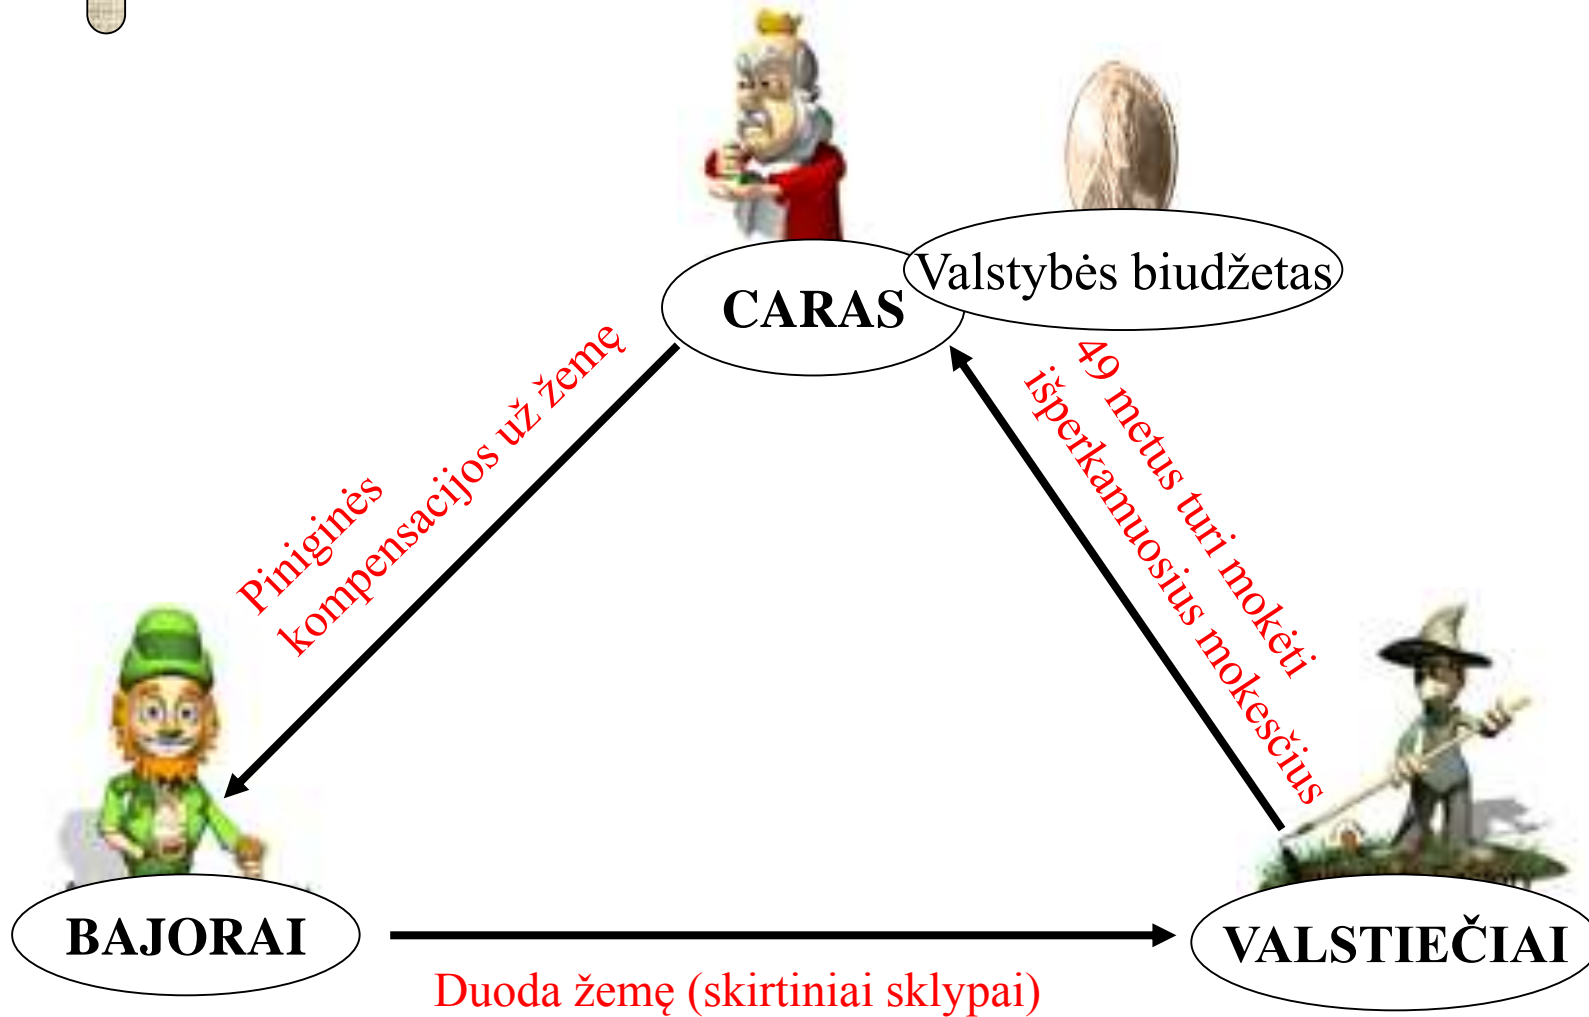 Valstybės biudžetas
CARAS
Piniginės
kompensacijos už žemę
49 metus turi mokėti
išperkamuosius mokesčius
BAJORAI
VALSTIEČIAI
Duoda žemę (skirtiniai sklypai)